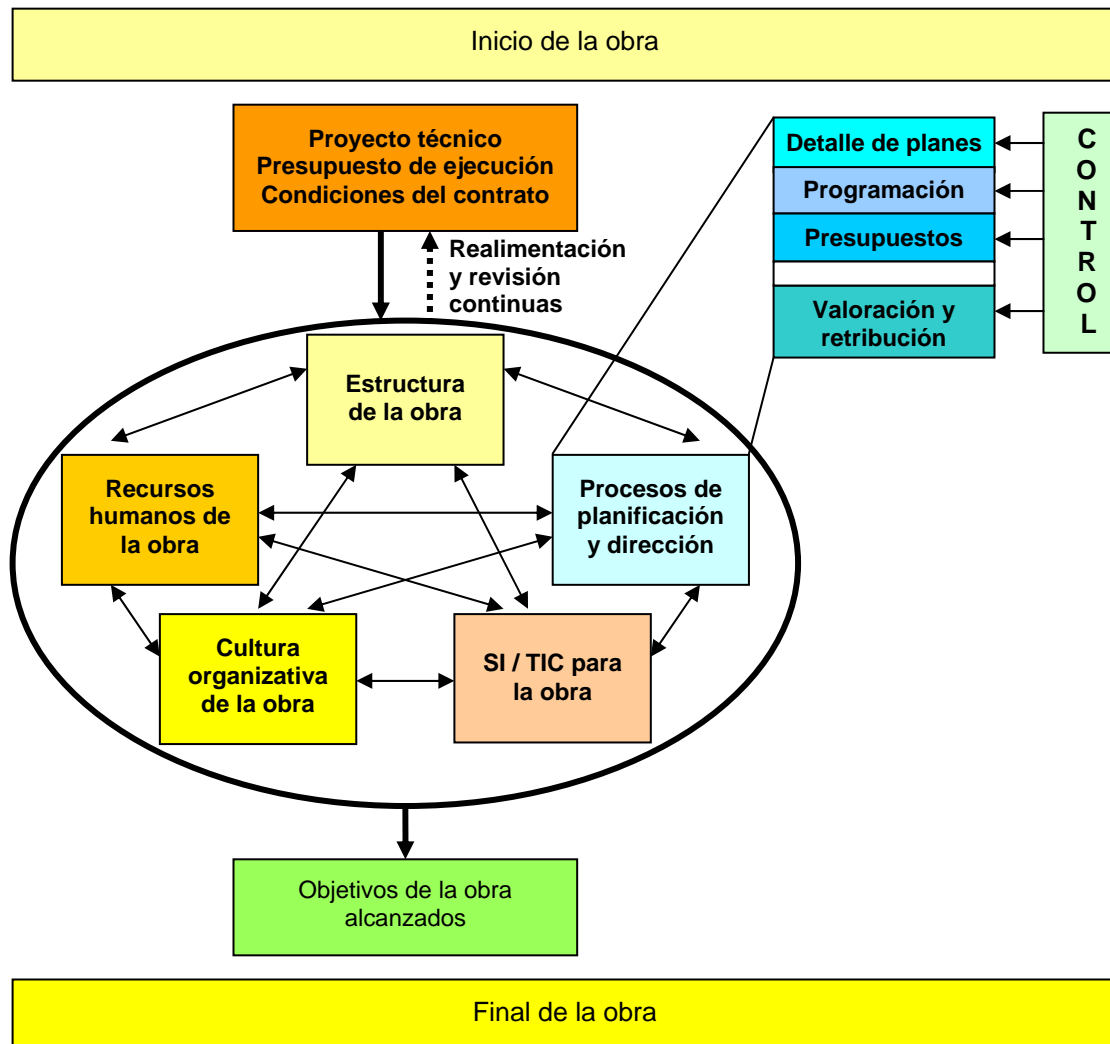 Inicio de la obra
Proyecto técnico
Presupuesto de ejecución
Condiciones del contrato
Realimentación
y revisión
continuas
Detalle de planes
Programación
Presupuestos
Valoración y
retribución
C
O
N
T
R
O
L
Estructura
de la obra
Recursos
humanos de
la obra
Procesos de
planificación
y dirección
Cultura
organizativa
de la obra
SI / TIC para
la obra
Objetivos de la obra
alcanzados
Final de la obra